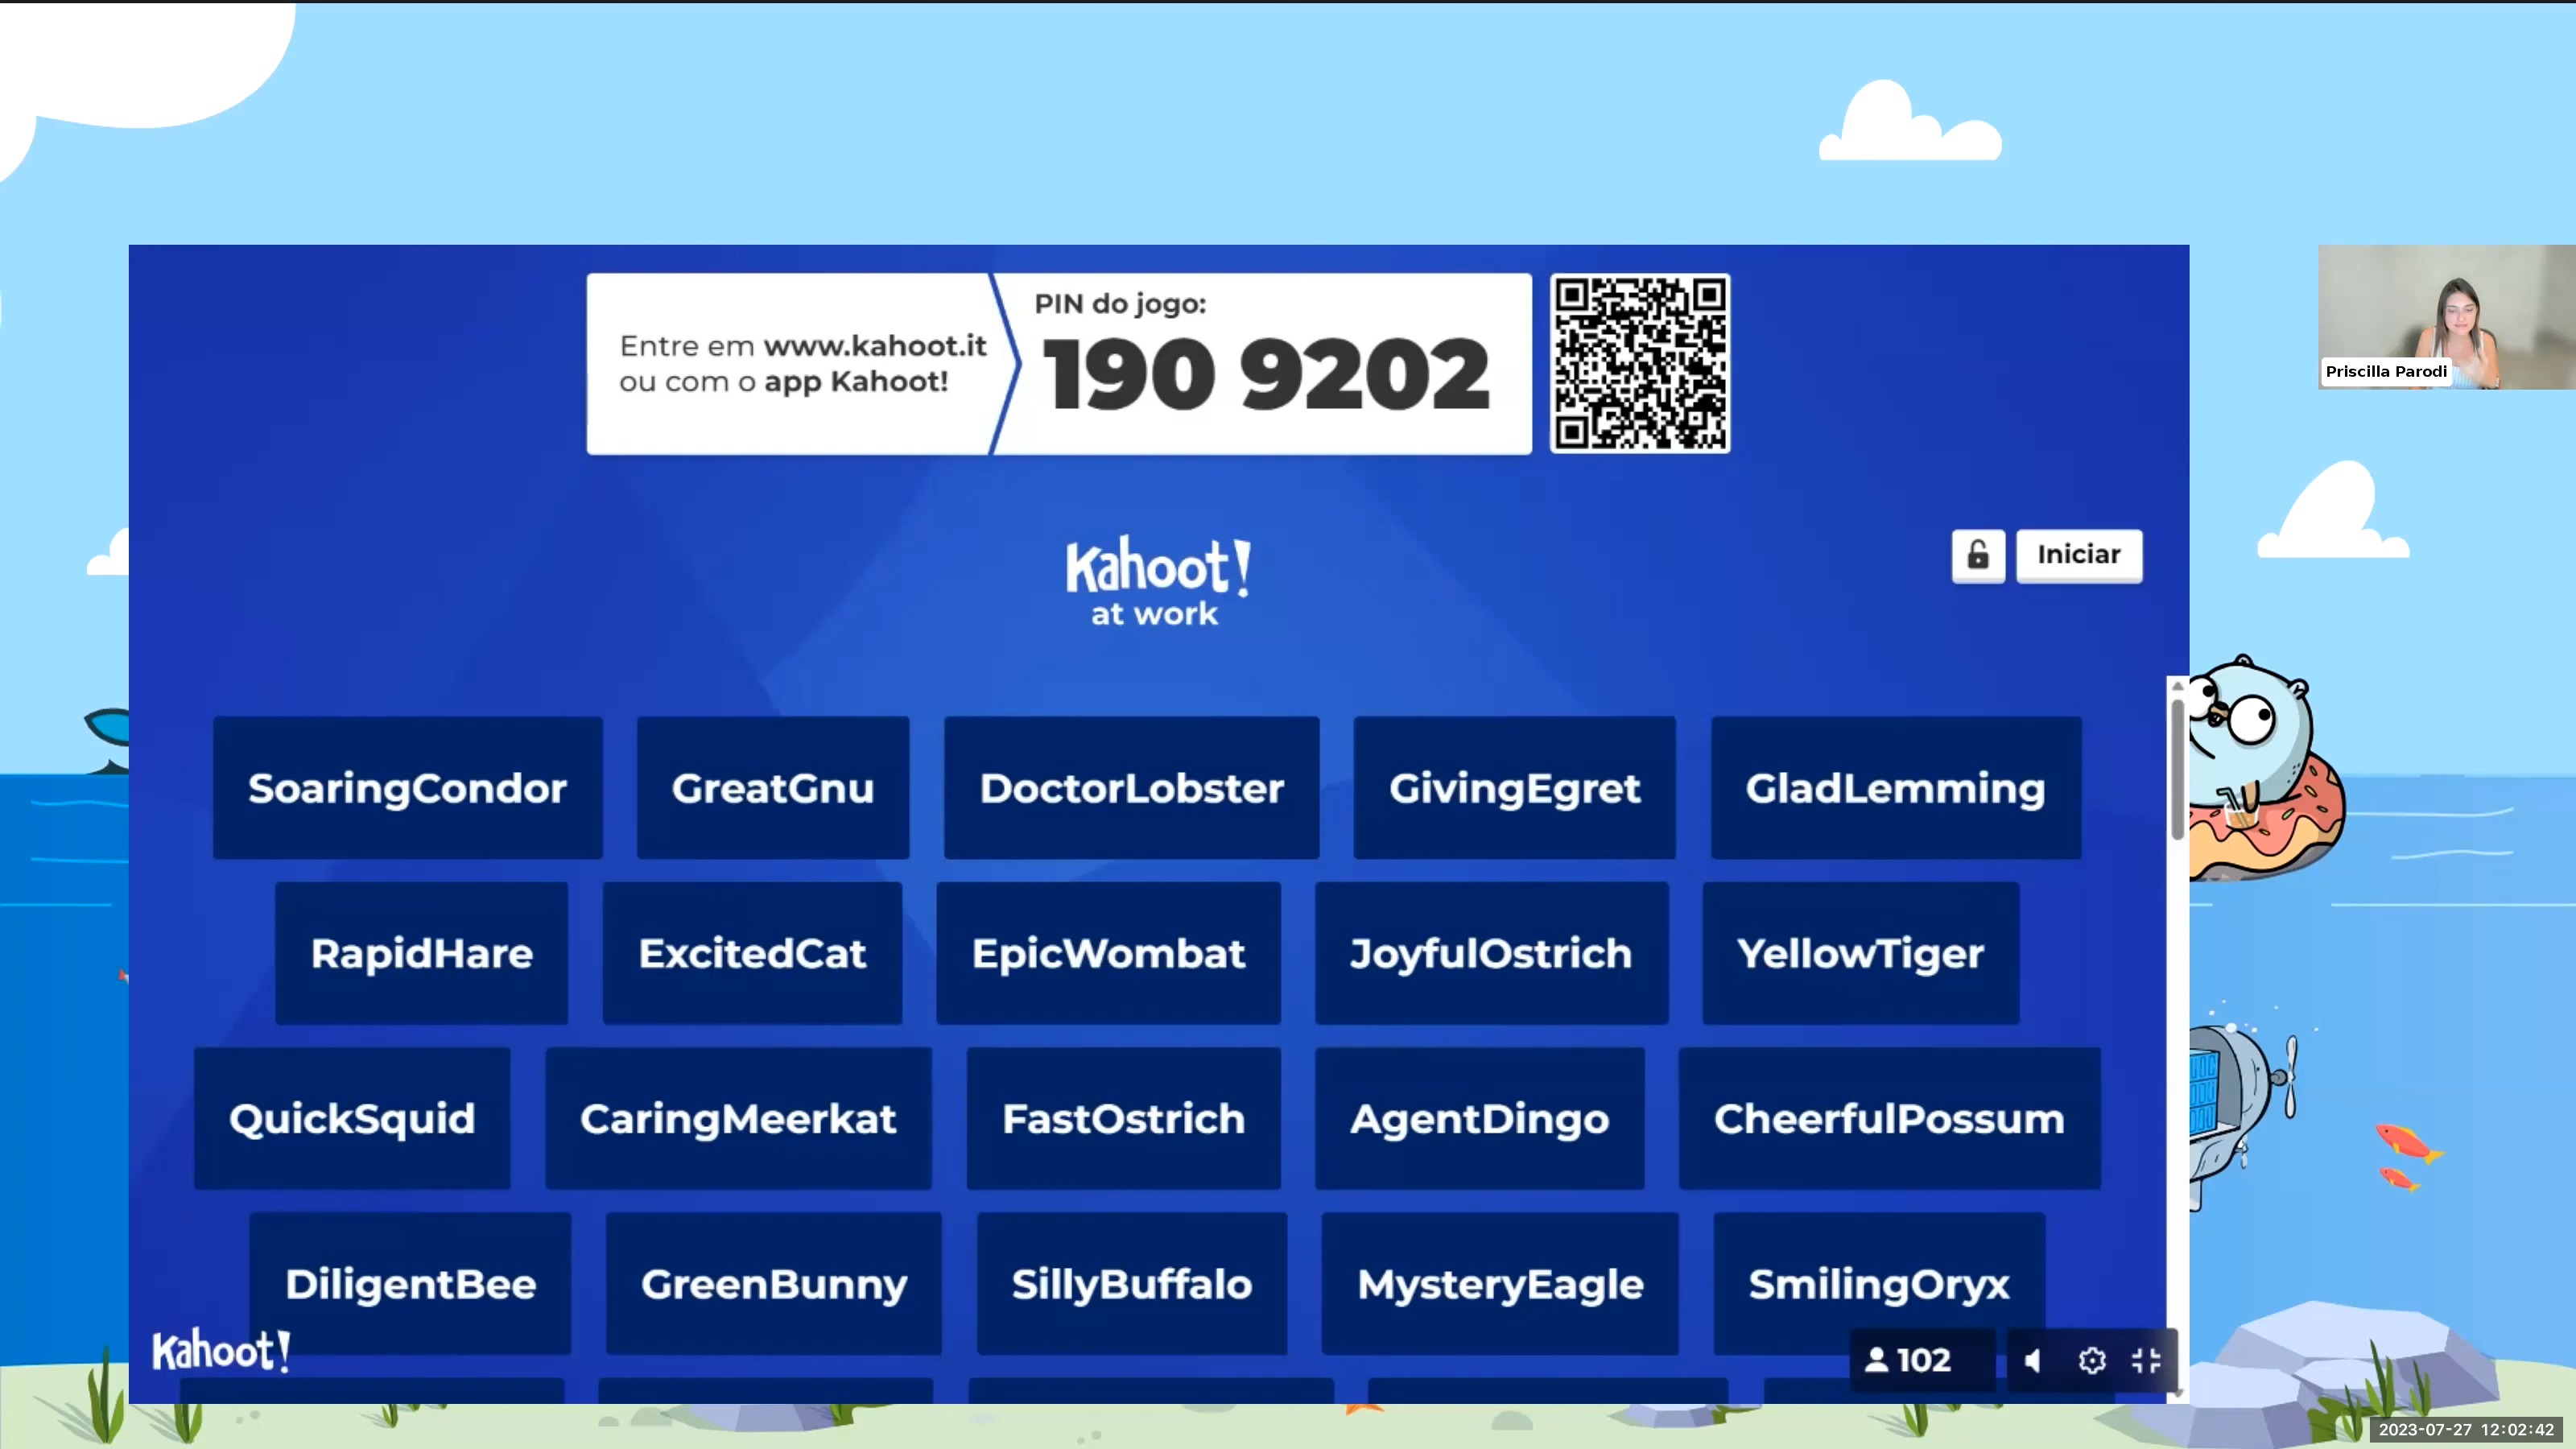 Entre em www.kahoot.it
ou com o app Kahoot!
PIN do jogo:
190 9202
Kahoot!
at work
Iniciar
Priscilla Parodi
SoaringCondor
GreatGnu
DoctorLobster
GivingEgret
GladLemming
RapidHare
ExcitedCat
EpicWombat
JoyfulOstrich
YellowTiger
QuickSquid
CaringMeerkat
FastOstrich
AgentDingo
CheerfulPossum
DiligentBee
GreenBunny
SillyBuffalo
MysteryEagle
SmilingOryx
Kahoot!
102
2023-07-27 12:02:42